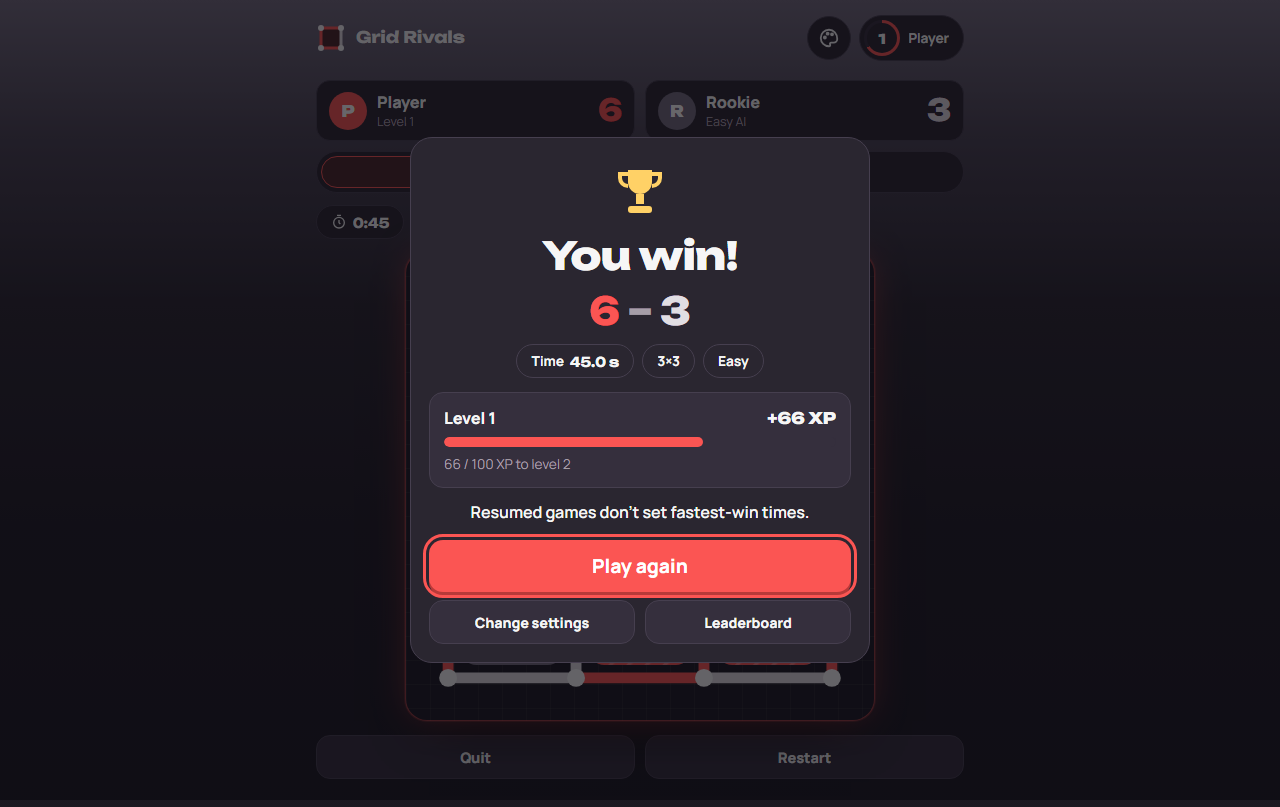 Grid Rivals
1 Player
P Player 6
Level 1
R Rookie 3
Easy AI
0:45
You win!
6 – 3
Time 45.0 s
3×3
Easy
Level 1 +66 XP
66 / 100 XP to level 2
Resumed games don’t set fastest-win times.
Play again
Change settings
Leaderboard
Quit
Restart